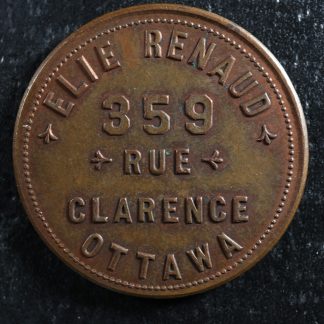 ELIE RENAUD
359
RUE
CLARENCE
OTTAWA